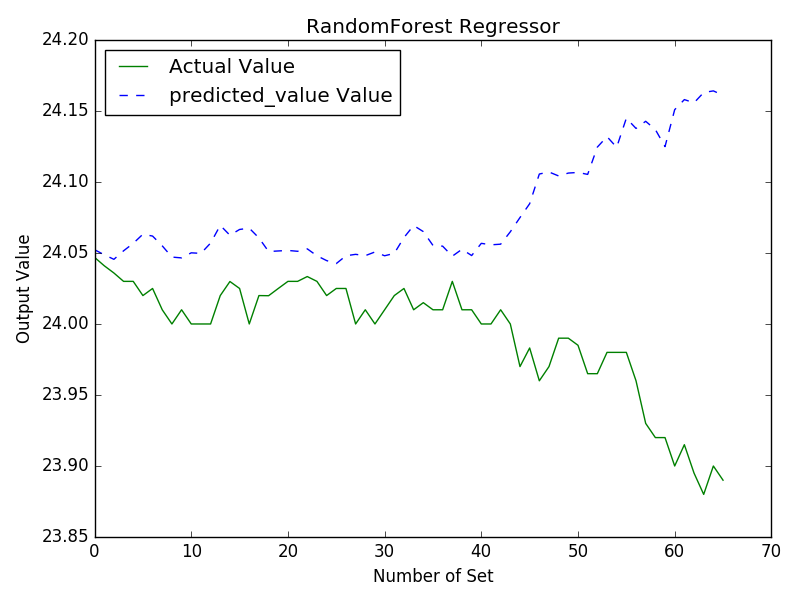 RandomForest Regressor
Actual Value
predicted_value Value
Output Value
24.20
24.15
24.10
24.05
24.00
23.95
23.90
23.85
0 10 20 30 40 50 60 70
Number of Set